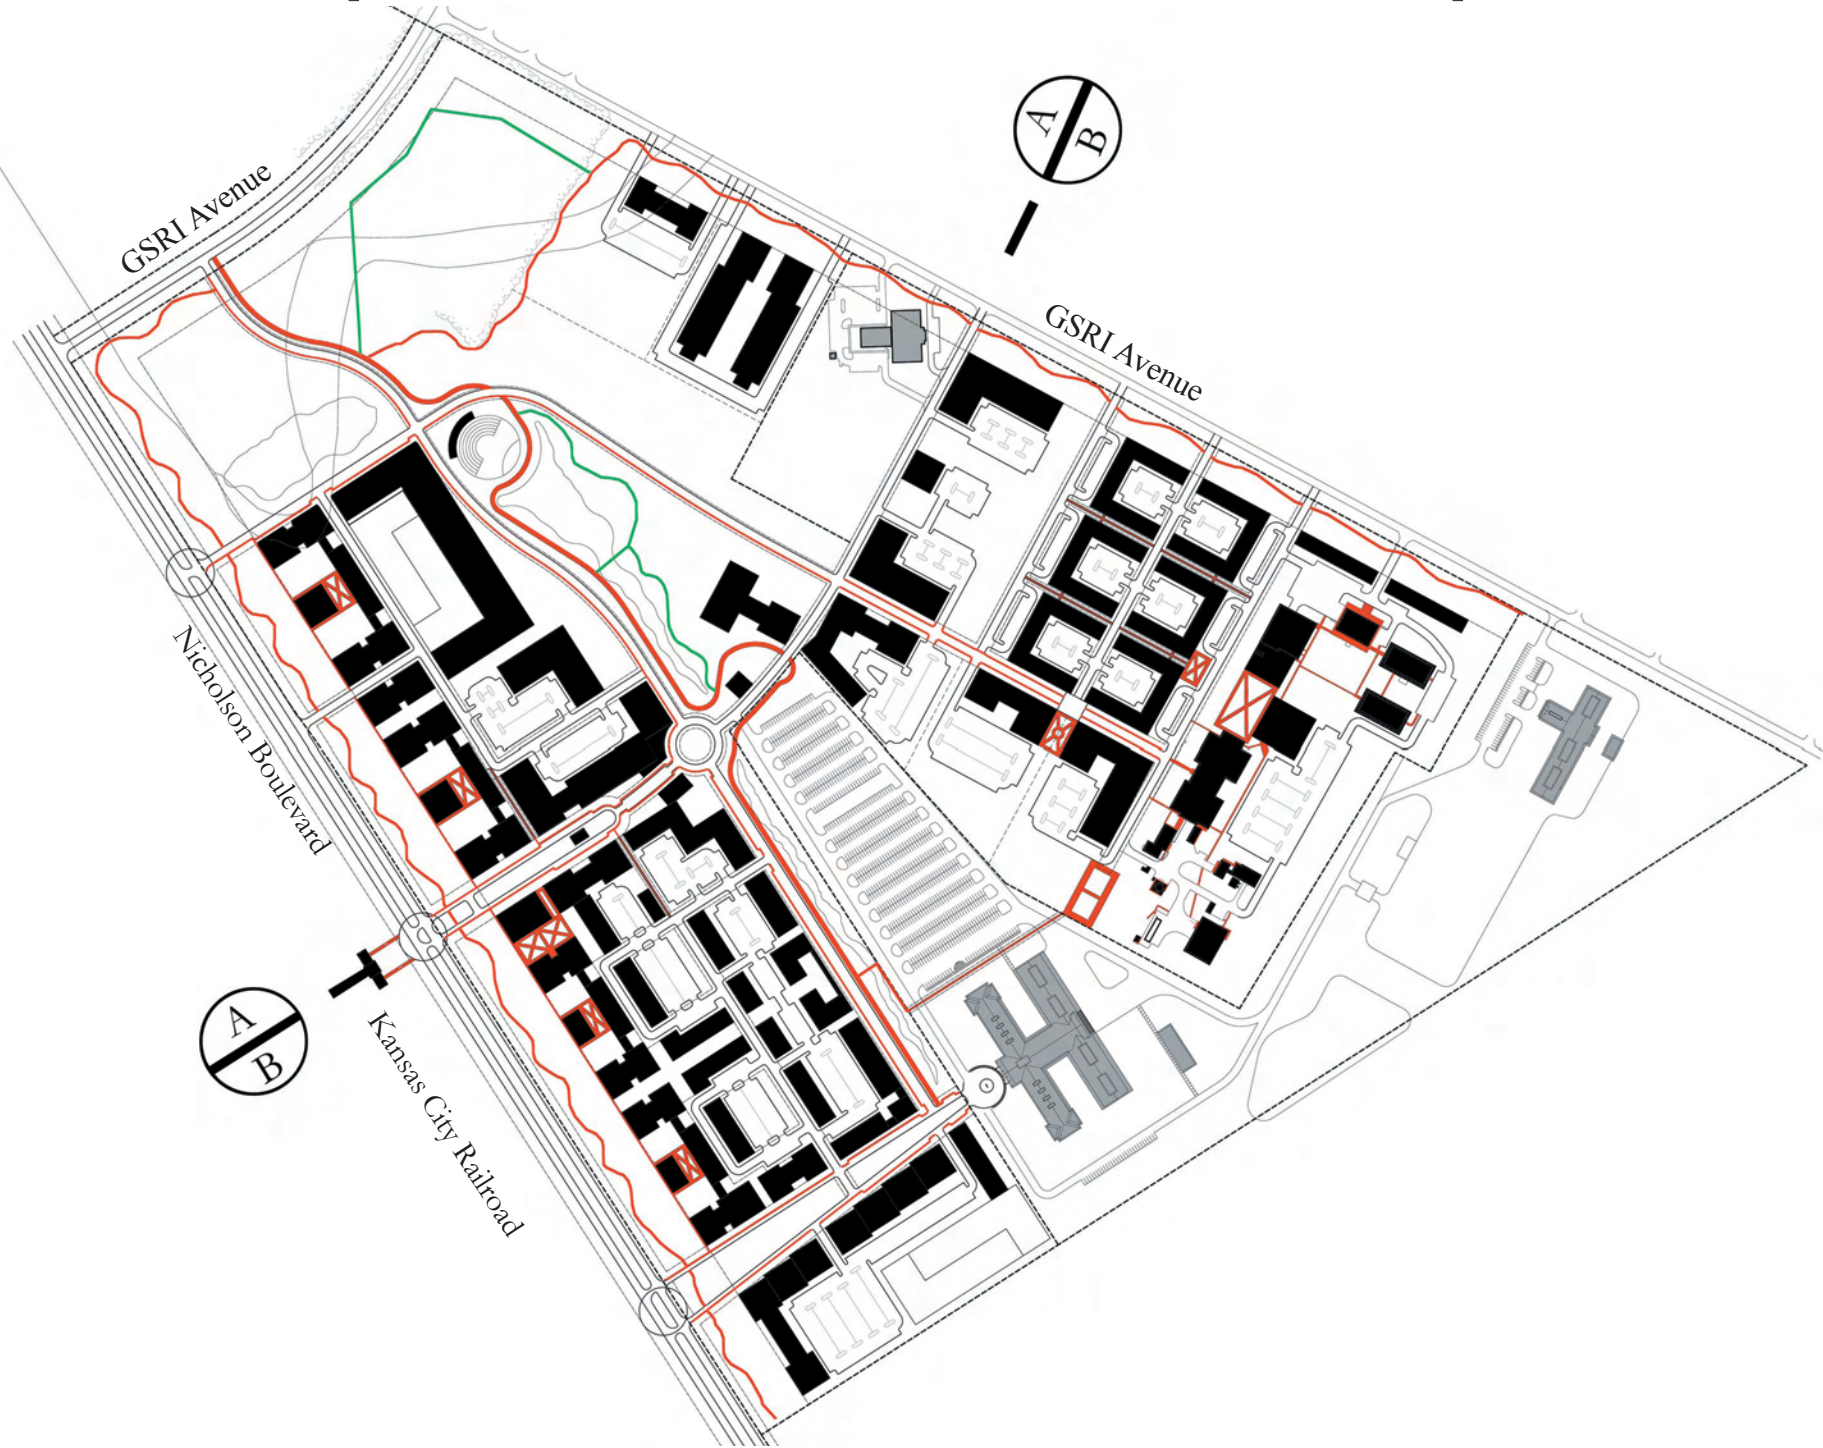 GSRI Avenue
A
B
GSRI Avenue
Nicholson Boulevard
A
B
Kansas City Railroad